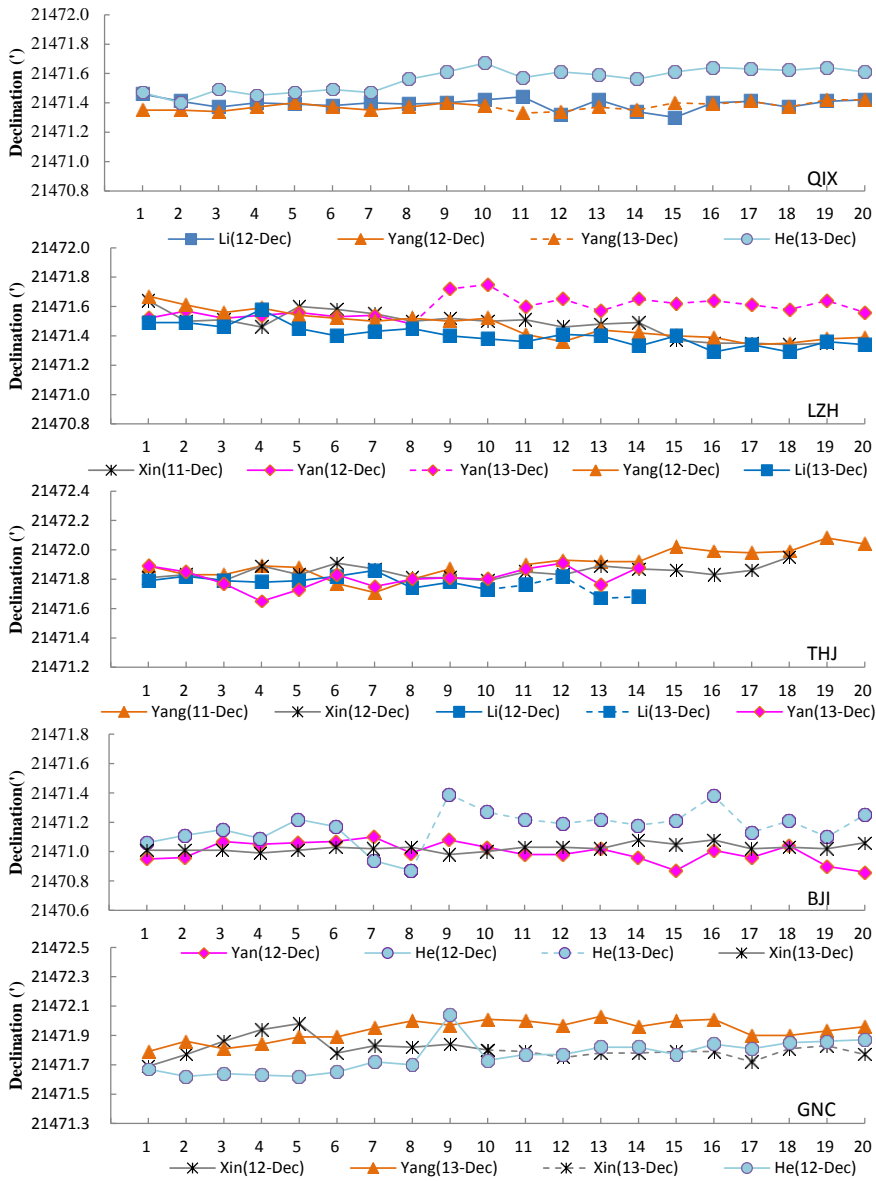 21472.0
21471.8
21471.6
21471.4
21471.2
21471.0
21470.8
Declination (')
QIX
1 2 3 4 5 6 7 8 9 10 11 12 13 14 15 16 17 18 19 20
Li(12-Dec) Yang(12-Dec) Yang(13-Dec) He(13-Dec)
21472.0
21471.8
21471.6
21471.4
21471.2
21471.0
21470.8
Declination (')
LZH
1 2 3 4 5 6 7 8 9 10 11 12 13 14 15 16 17 18 19 20
Xin(11-Dec) Yan(12-Dec) Yan(13-Dec) Yang(12-Dec) Li(13-Dec)
21472.4
21472.2
21472.0
21471.8
21471.6
21471.4
21471.2
Declination (')
THJ
1 2 3 4 5 6 7 8 9 10 11 12 13 14 15 16 17 18 19 20
Yang(11-Dec) Xin(12-Dec) Li(12-Dec) Li(13-Dec) Yan(13-Dec)
21471.8
21471.6
21471.4
21471.2
21471.0
21470.8
21470.6
Declination(')
BJI
1 2 3 4 5 6 7 8 9 10 11 12 13 14 15 16 17 18 19 20
Yan(12-Dec) He(12-Dec) He(13-Dec) Xin(13-Dec)
21472.5
21472.3
21472.1
21471.9
21471.7
21471.5
21471.3
Declination (')
GNC
1 2 3 4 5 6 7 8 9 10 11 12 13 14 15 16 17 18 19 20
Xin(12-Dec) Yang(13-Dec) Xin(13-Dec) He(12-Dec)